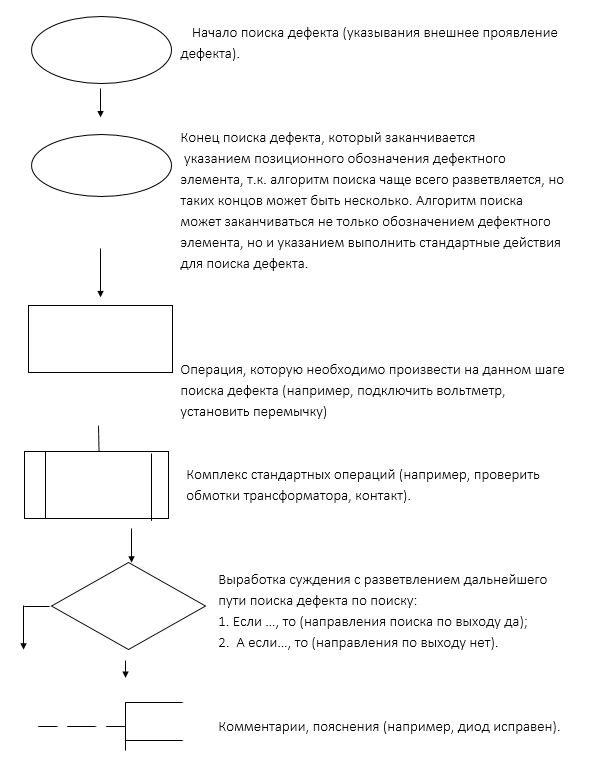 Начало поиска дефекта (указывания внешнее проявление
дефекта).
Конец поиска дефекта, который заканчивается
указанием позиционного обозначения дефектного
элемента, т.к. алгоритм поиска чаще всего разветвляется, но
таких концов может быть несколько. Алгоритм поиска
может заканчиваться не только обозначением дефектного
элемента, но и указанием выполнить стандартные действия
для поиска дефекта.
Операция, которую необходимо произвести на данном шаге
поиска дефекта (например, подключить вольтметр,
установить перемычку)
Комплекс стандартных операций (например, проверить
обмотки трансформатора, контакт).
Выработка суждения с разветвлением дальнейшего
пути поиска дефекта по поиску:
1. Если ..., то (направления поиска по выходу да);
2. А если..., то (направления по выходу нет).
Комментарии, пояснения (например, диод исправен).